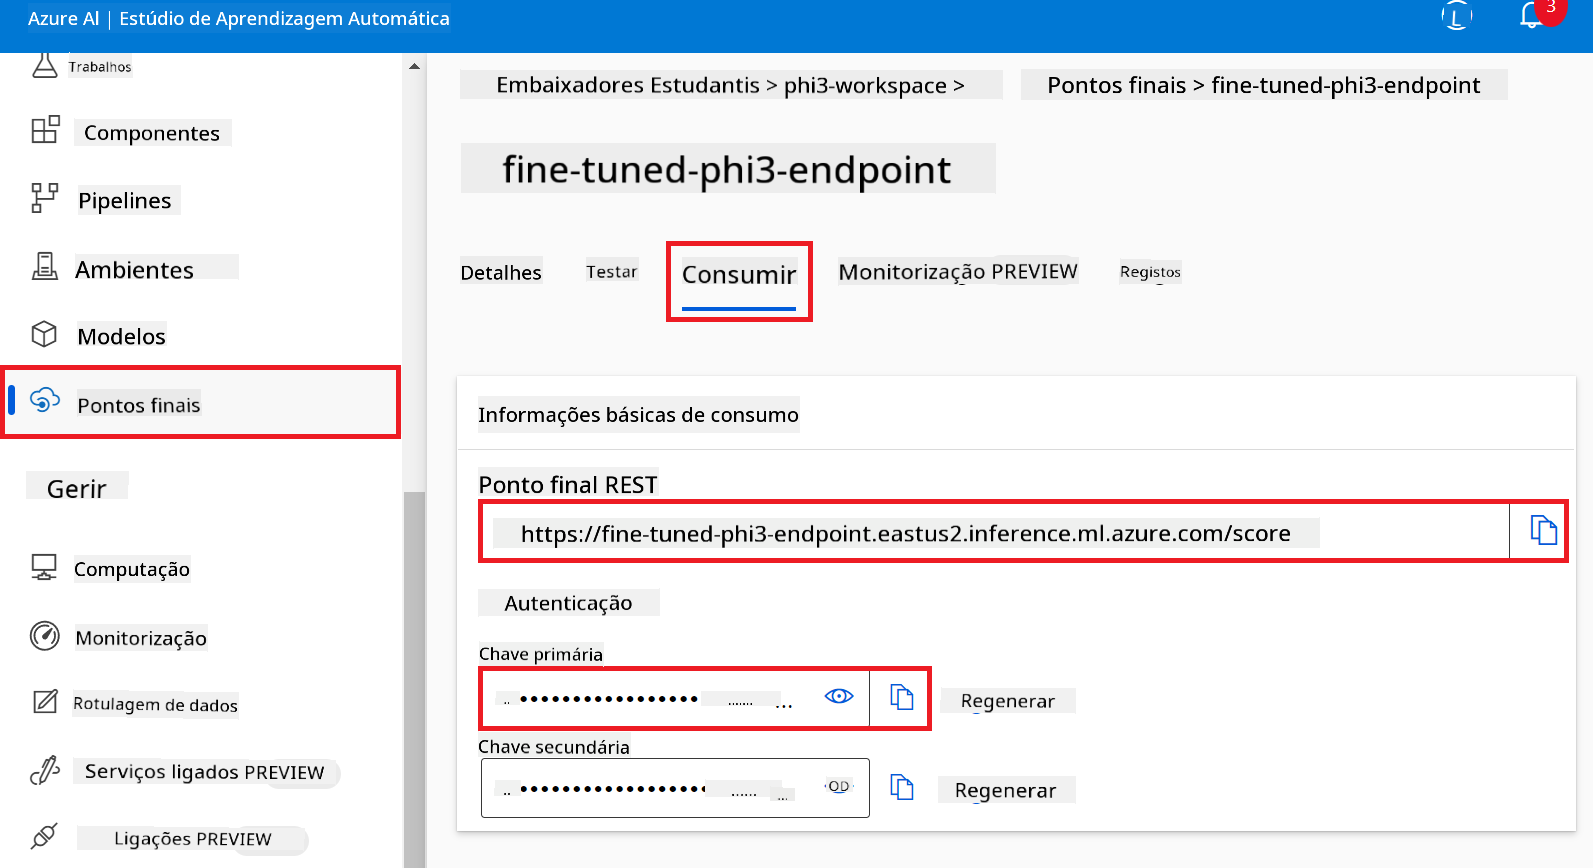 Azure AI | Estúdio de Aprendizagem Automática
3
Trabalhos
Componentes
Pipelines
Ambientes
Modelos
Pontos finais
Gerir
Computação
Monitorização
Rotulagem de dados
Serviços ligados PREVIEW
Ligações PREVIEW
Embaixadores Estudantis > phi3-workspace > Pontos finais > fine-tuned-phi3-endpoint
fine-tuned-phi3-endpoint
Detalhes Testar Consumir Monitorização PREVIEW Registos
Informações básicas de consumo
Ponto final REST
https://fine-tuned-phi3-endpoint.eastus2.inference.ml.azure.com/score
Autenticação
Chave primária
Regenerar
Chave secundária
OD
Regenerar